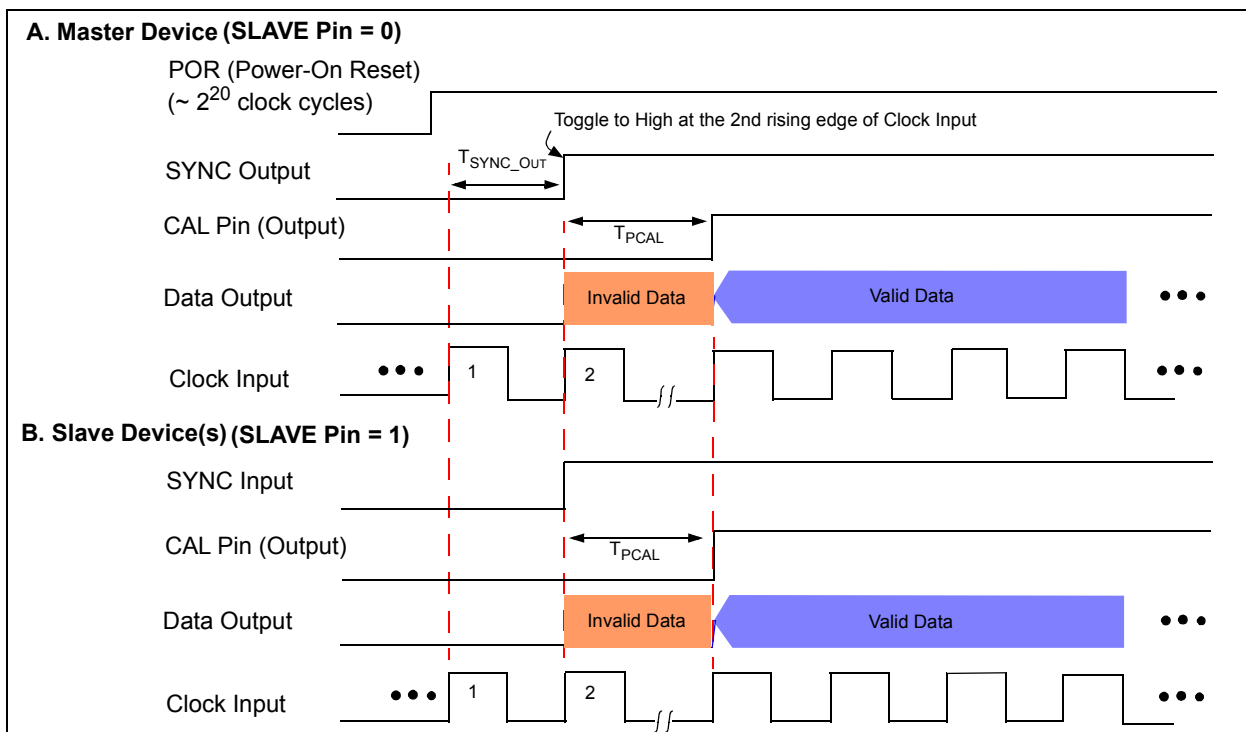 A. Master Device (SLAVE Pin = 0)
POR (Power-On Reset)
(~ 2^20 clock cycles)
Toggle to High at the 2nd rising edge of Clock Input
T_SYNC_OUT
SYNC Output
CAL Pin (Output)
T_PCAL
Data Output
Invalid Data
Valid Data
•••
Clock Input
•••
1
2
•••
B. Slave Device(s) (SLAVE Pin = 1)
SYNC Input
CAL Pin (Output)
T_PCAL
Data Output
Invalid Data
Valid Data
•••
Clock Input
•••
1
2
•••